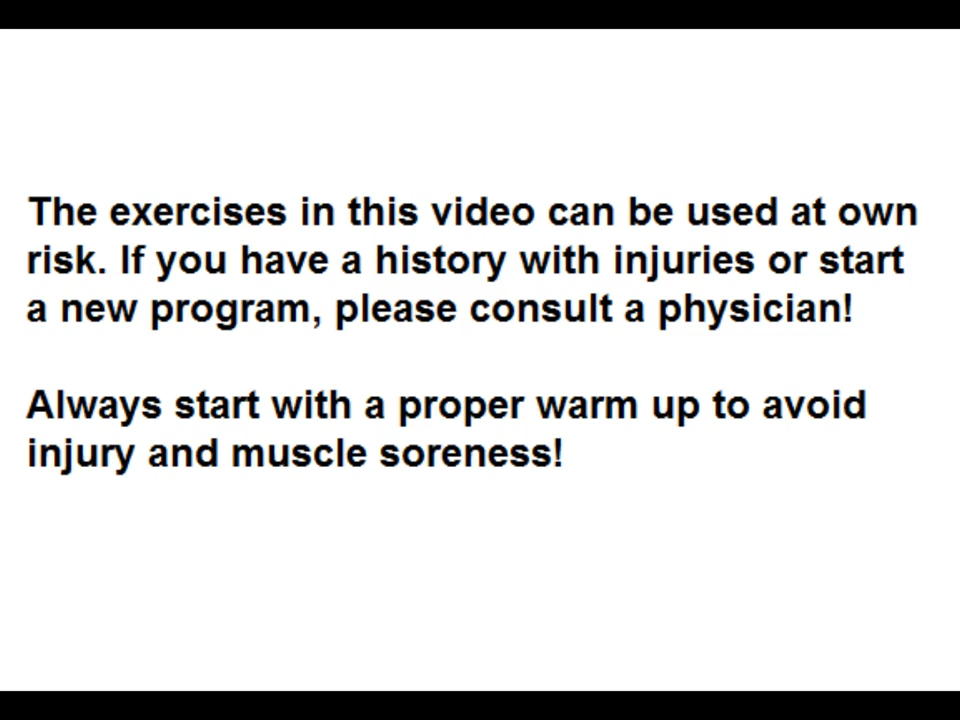 The exercises in this video can be used at own
risk. If you have a history with injuries or start
a new program, please consult a physician!
Always start with a proper warm up to avoid
injury and muscle soreness!